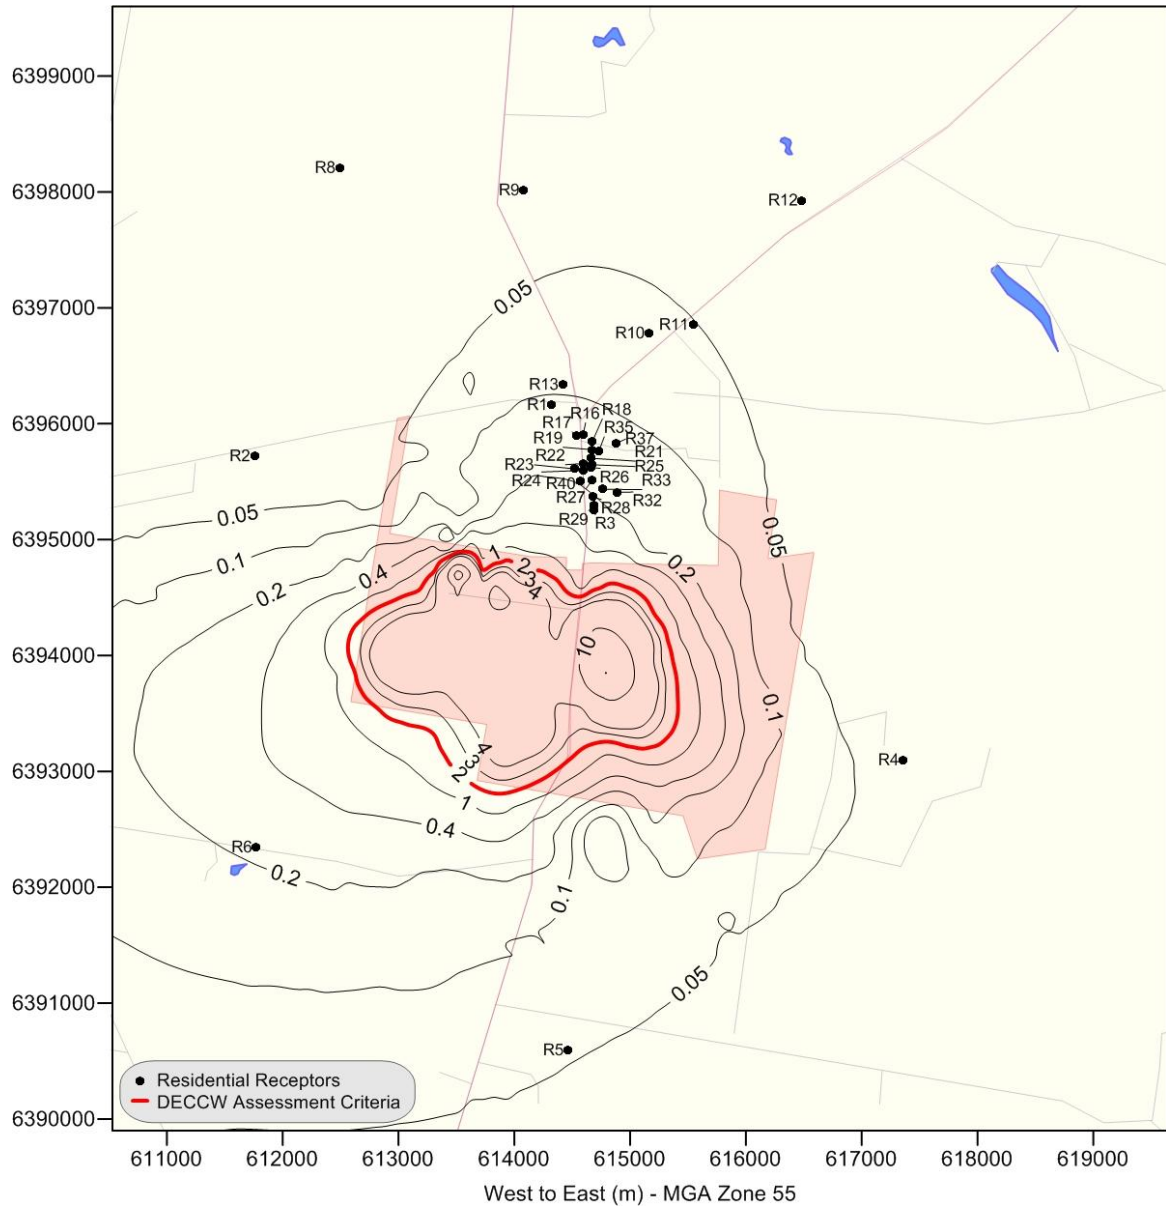 6399000
6398000
6397000
6396000
6395000
6394000
6393000
6392000
6391000
6390000
R8
R9
R12
0.05
R11
R10
R13
R1
R16 R18
R17
R35
R19 R37
R2
R22 R21
R23 R25
R24 R40 R26 R33
R27 R32
R28
R29 R3
0.05
0.05
0.1
1
2
0.2
0.4
3
4
0.2
10
0.1
4
3
R4
2
1
0.4
R6
0.2
0.1
0.05
R5
Residential Receptors
DECCW Assessment Criteria
611000 612000 613000 614000 615000 616000 617000 618000 619000
West to East (m) - MGA Zone 55